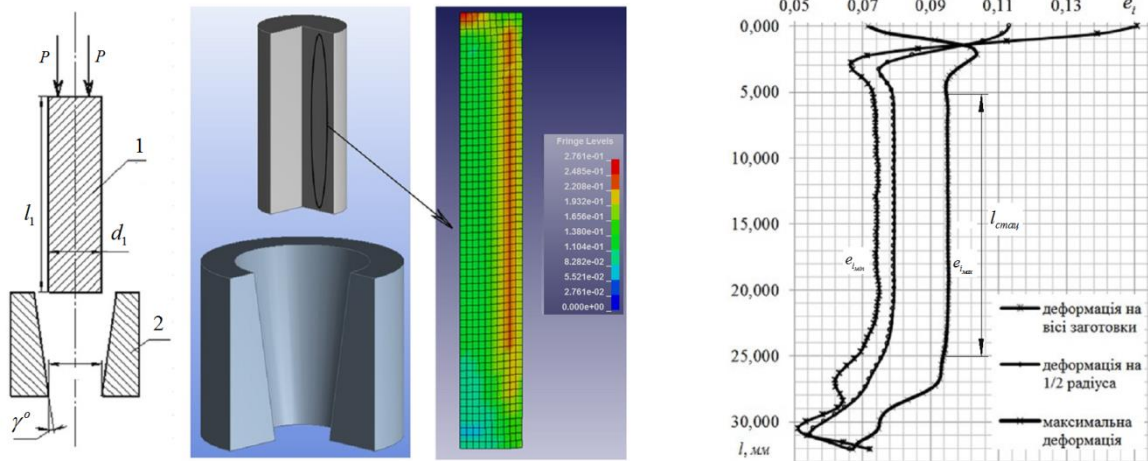 P P
1
l₁
d₁
2
γ°
Fringe Levels
2.761e-01
2.485e-01
2.208e-01
1.932e-01
1.656e-01
1.380e-01
1.104e-01
8.282e-02
5.521e-02
2.761e-02
0.000e+00
0,05 0,07 0,09 0,11 0,13 eᵢ
0,000
5,000
10,000
15,000
20,000
25,000
30,000
l, мм
lстац
eᵢmin eᵢmax
деформація на
вісі заготовки
деформація на
1/2 радіуса
максимальна
деформація